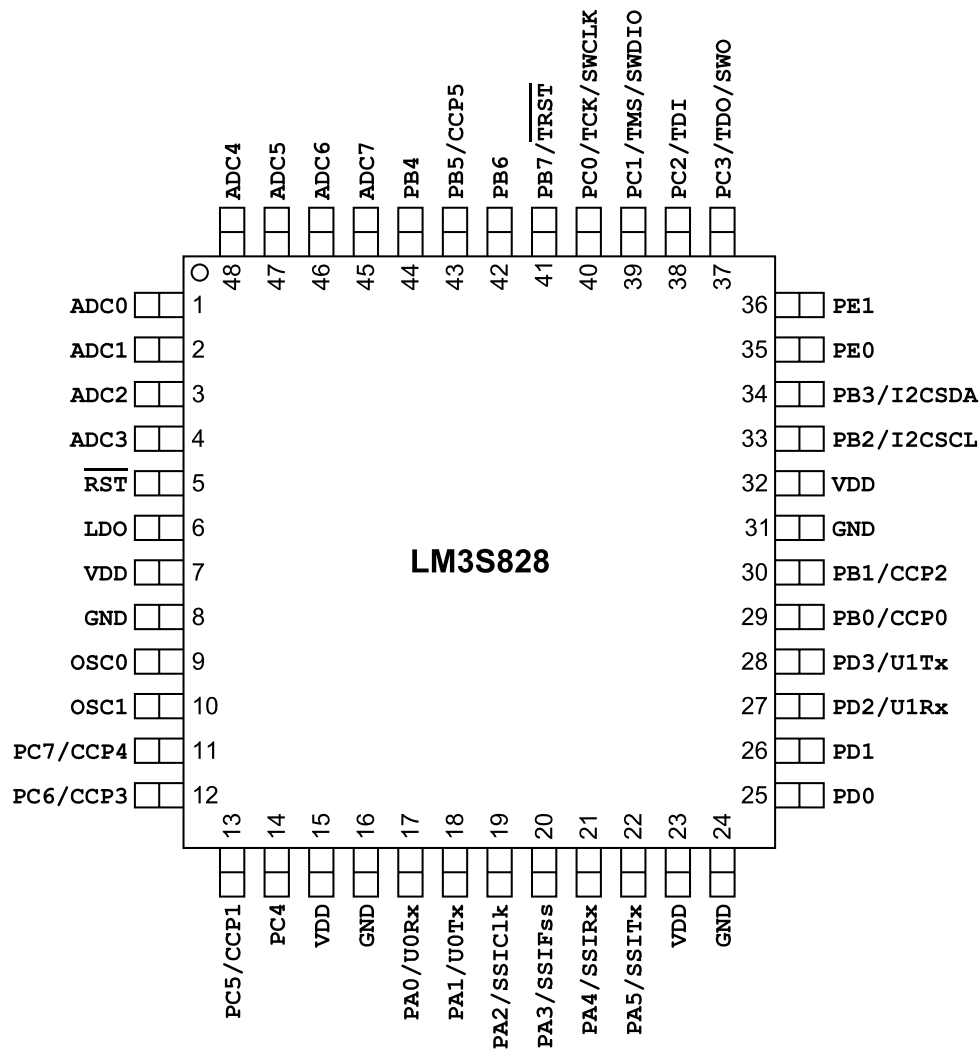 ADC4
ADC5
ADC6
ADC7
PB4
PB5/CCP5
PB6
PB7/TRST
PC0/TCK/SWCLK
PC1/TMS/SWDIO
PC2/TDI
PC3/TDO/SWO
48
47
46
45
44
43
42
41
40
39
38
37
ADC0 1
ADC1 2
ADC2 3
ADC3 4
RST 5
LDO 6
VDD 7
GND 8
OSC0 9
OSC1 10
PC7/CCP4 11
PC6/CCP3 12
LM3S828
36 PE1
35 PE0
34 PB3/I2CSDA
33 PB2/I2CSCL
32 VDD
31 GND
30 PB1/CCP2
29 PB0/CCP0
28 PD3/U1Tx
27 PD2/U1Rx
26 PD1
25 PD0
13
14
15
16
17
18
19
20
21
22
23
24
PC5/CCP1
PC4
VDD
GND
PA0/U0Rx
PA1/U0Tx
PA2/SSIClk
PA3/SSIFss
PA4/SSIRx
PA5/SSITx
VDD
GND